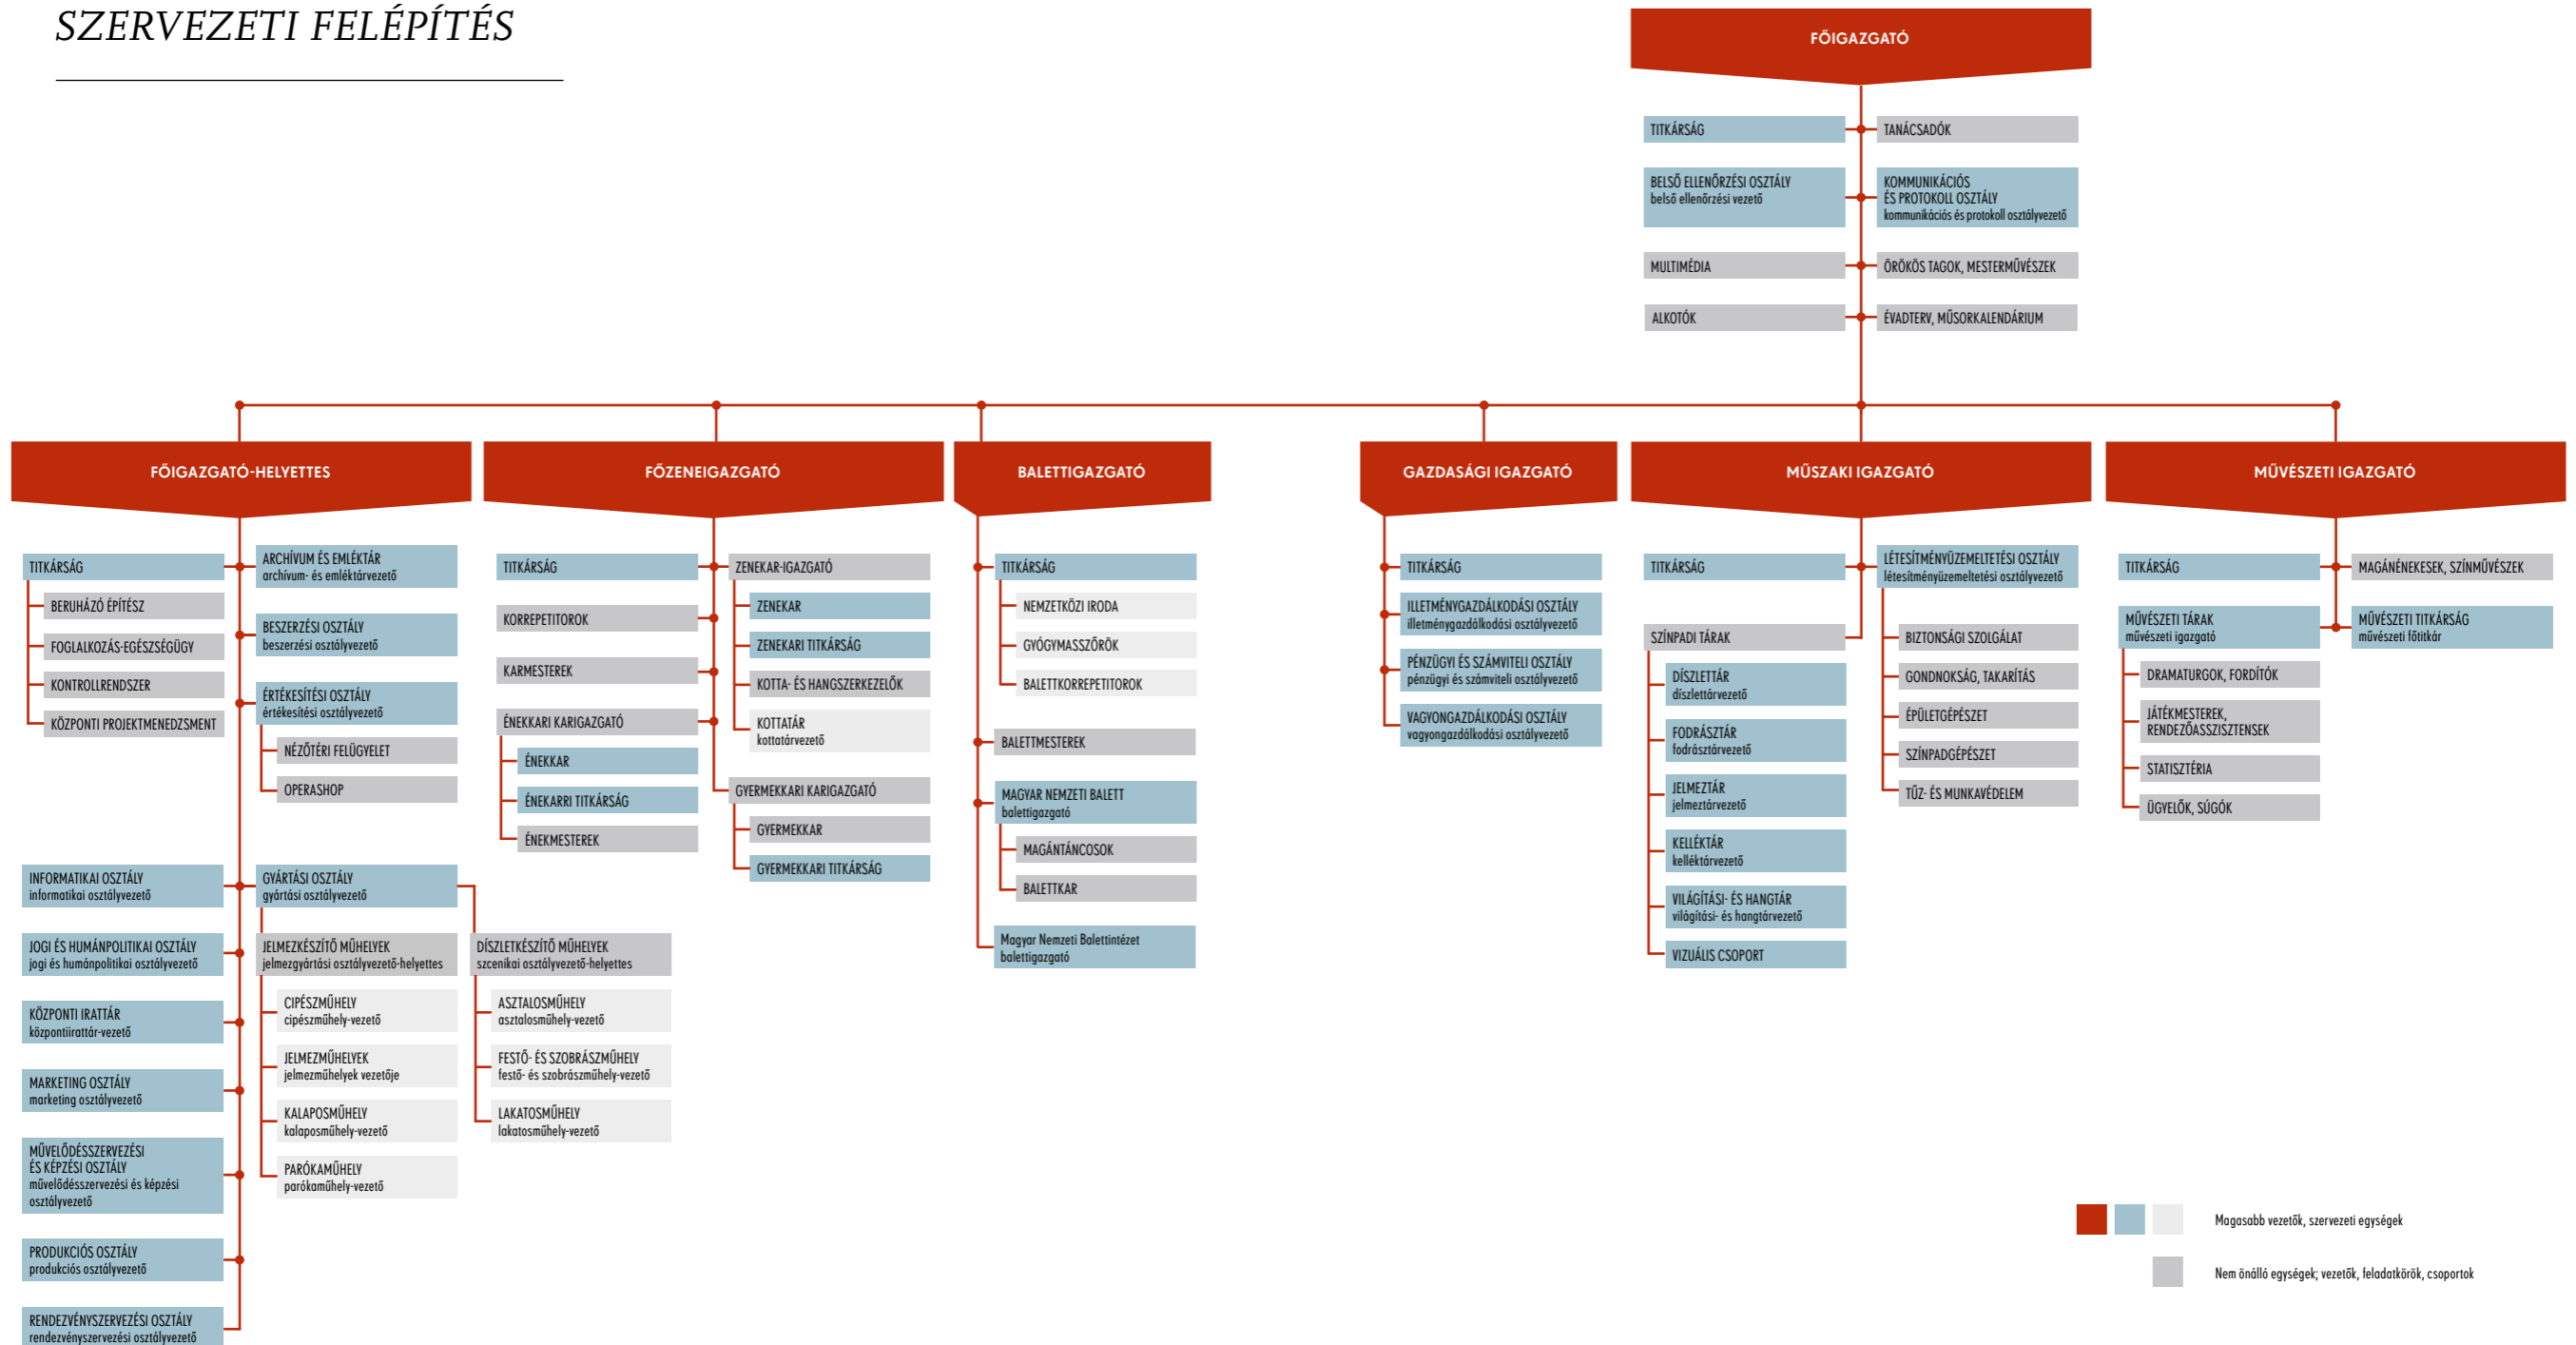 SZERVEZETI FELÉPÍTÉS
FŐIGAZGATÓ
TITKÁRSÁG
TANÁCSADÓK
BELSŐ ELLENŐRZÉSI OSZTÁLY
belső ellenőrzési vezető
KOMMUNIKÁCIÓS
ÉS PROTOKOLL OSZTÁLY
kommunikációs és protokoll osztályvezető
MULTIMÉDIA
ÖRÖKÖS TAGOK, MESTERMŰVÉSZEK
ALKOTÓK
ÉVADTERV, MŰSORKALENDÁRIUM
FŐIGAZGATÓ-HELYETTES
TITKÁRSÁG
BERUHÁZÓ ÉPÍTÉSZ
FOGLALKOZÁS-EGÉSZSÉGÜGY
KONTROLLRENDSZER
KÖZPONTI PROJEKTMENEDZSMENT
ARCHÍVUM ÉS EMLÉKTÁR
archívum- és emléktárvezető
BESZERZÉSI OSZTÁLY
beszerzési osztályvezető
ÉRTÉKESÍTÉSI OSZTÁLY
értékesítési osztályvezető
NÉZŐTÉRI FELÜGYELET
OPERASHOP
INFORMATIKAI OSZTÁLY
informatikai osztályvezető
JOGI ÉS HUMÁNPOLITIKAI OSZTÁLY
jogi és humánpolitikai osztályvezető
KÖZPONTI IRATTÁR
központiirattár-vezető
MARKETING OSZTÁLY
marketing osztályvezető
MŰVELŐDÉSSZERVEZÉSI
ÉS KÉPZÉSI OSZTÁLY
művelődésszervezési és képzési
osztályvezető
PRODUKCIÓS OSZTÁLY
produkciós osztályvezető
RENDEZVÉNYSZERVEZÉSI OSZTÁLY
rendezvényszervezési osztályvezető
GYÁRTÁSI OSZTÁLY
gyártási osztályvezető
JELMEZKÉSZÍTŐ MŰHELYEK
jelmezgyártási osztályvezető-helyettes
CIPÉSZMŰHELY
cipészműhely-vezető
JELMEZMŰHELYEK
jelmezműhelyek vezetője
KALAPOSMŰHELY
kalaposműhely-vezető
PARÓKAMŰHELY
parókaműhely-vezető
DÍSZLETKÉSZÍTŐ MŰHELYEK
szcenikai osztályvezető-helyettes
ASZTALOSMŰHELY
asztalosműhely-vezető
FESTŐ- ÉS SZOBRÁSZMŰHELY
festő- és szobrászműhely-vezető
LAKATOSMŰHELY
lakatosműhely-vezető
FŐZENEIGAZGATÓ
TITKÁRSÁG
KORREPETITOROK
KARMESTEREK
ÉNEKKARI KARIGAZGATÓ
ÉNEKKAR
ÉNEKARRI TITKÁRSÁG
ÉNEKMESTEREK
ZENEKAR-IGAZGATÓ
ZENEKAR
ZENEKARI TITKÁRSÁG
KOTTA- ÉS HANGSZERKEZELŐK
KOTTATÁR
kottatárvezető
GYERMEKKARI KARIGAZGATÓ
GYERMEKKAR
GYERMEKKARI TITKÁRSÁG
BALETTIGAZGATÓ
TITKÁRSÁG
NEMZETKÖZI IRODA
GYÓGYMASSZŐRÖK
BALETTKORREPETITOROK
BALETTMESTEREK
MAGYAR NEMZETI BALETT
balettigazgató
MAGÁNTÁNCOSOK
BALETTKAR
Magyar Nemzeti Balettintézet
balettigazgató
GAZDASÁGI IGAZGATÓ
TITKÁRSÁG
ILLETMÉNYGAZDÁLKODÁSI OSZTÁLY
illetménygazdálkodási osztályvezető
PÉNZÜGYI ÉS SZÁMVITELI OSZTÁLY
pénzügyi és számviteli osztályvezető
VAGYONGAZDÁLKODÁSI OSZTÁLY
vagyongazdálkodási osztályvezető
MŰSZAKI IGAZGATÓ
TITKÁRSÁG
SZÍNPADI TÁRAK
DÍSZLETTÁR
díszlettárvezető
FODRÁSZTÁR
fodrásztárvezető
JELMEZTÁR
jelmeztárvezető
KELLÉKTÁR
kelléktárvezető
VILÁGÍTÁSI- ÉS HANGTÁR
világítási- és hangtárvezető
VIZUÁLIS CSOPORT
LÉTESÍTMÉNYÜZEMELTETÉSI OSZTÁLY
létesítményüzemeltetési osztályvezető
BIZTONSÁGI SZOLGÁLAT
GONDNOKSÁG, TAKARÍTÁS
ÉPÜLETGÉPÉSZET
SZÍNPADGÉPÉSZET
TŰZ- ÉS MUNKAVÉDELEM
MŰVÉSZETI IGAZGATÓ
TITKÁRSÁG
MŰVÉSZETI TÁRAK
művészeti igazgató
DRAMATURGOK, FORDÍTÓK
JÁTÉKMESTEREK,
RENDEZŐASSZISZTENSEK
STATISZTÉRIA
ÜGYELŐK, SÚGÓK
MAGÁNÉNEKESEK, SZÍNMŰVÉSZEK
MŰVÉSZETI TITKÁRSÁG
művészeti főtitkár
Magasabb vezetők, szervezeti egységek
Nem önálló egységek; vezetők, feladatkörök, csoportok